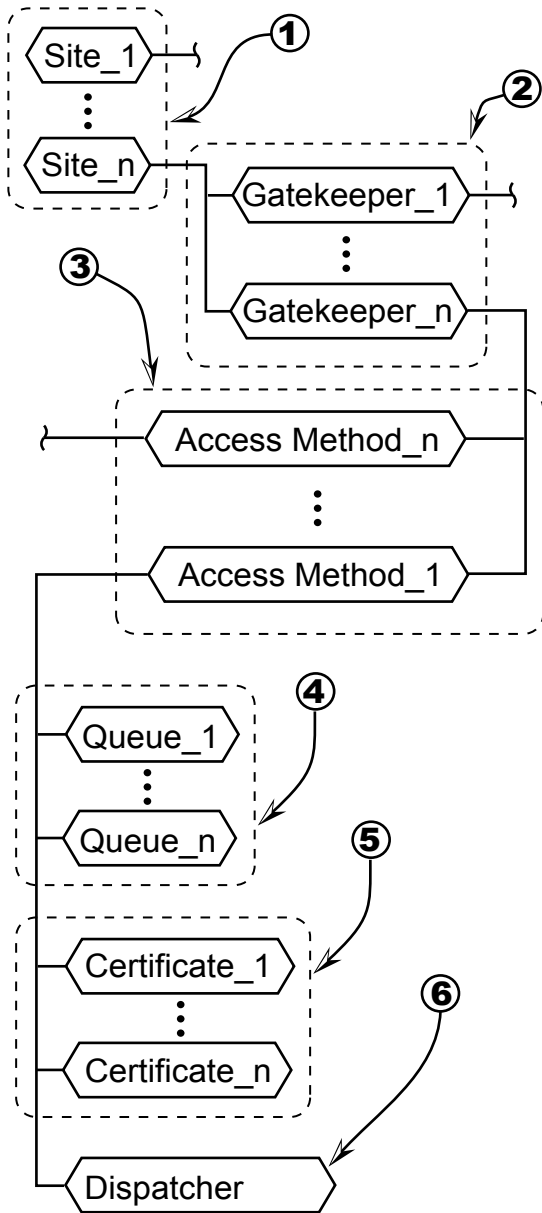 ①
Site_1
Site_n
②
Gatekeeper_1
Gatekeeper_n
③
Access Method_n
Access Method_1
④
Queue_1
Queue_n
⑤
Certificate_1
Certificate_n
⑥
Dispatcher